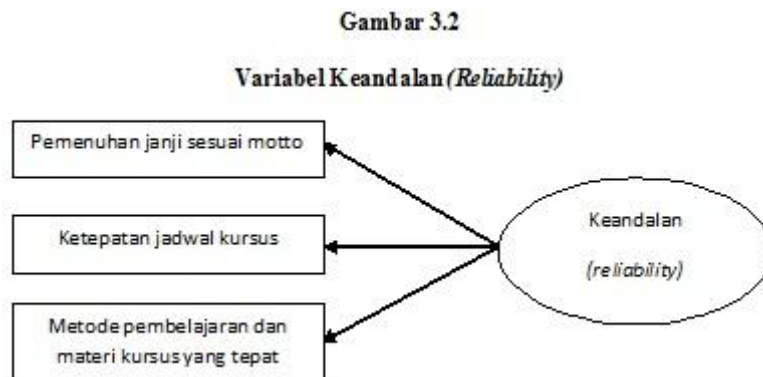 Gambar 3.2
Variabel Keandalan (Reliability)
Pemenuhan janji sesuai motto
Ketepatan jadwal kursus
Metode pembelajaran dan
materi kursus yang tepat
Keandalan
(reliability)